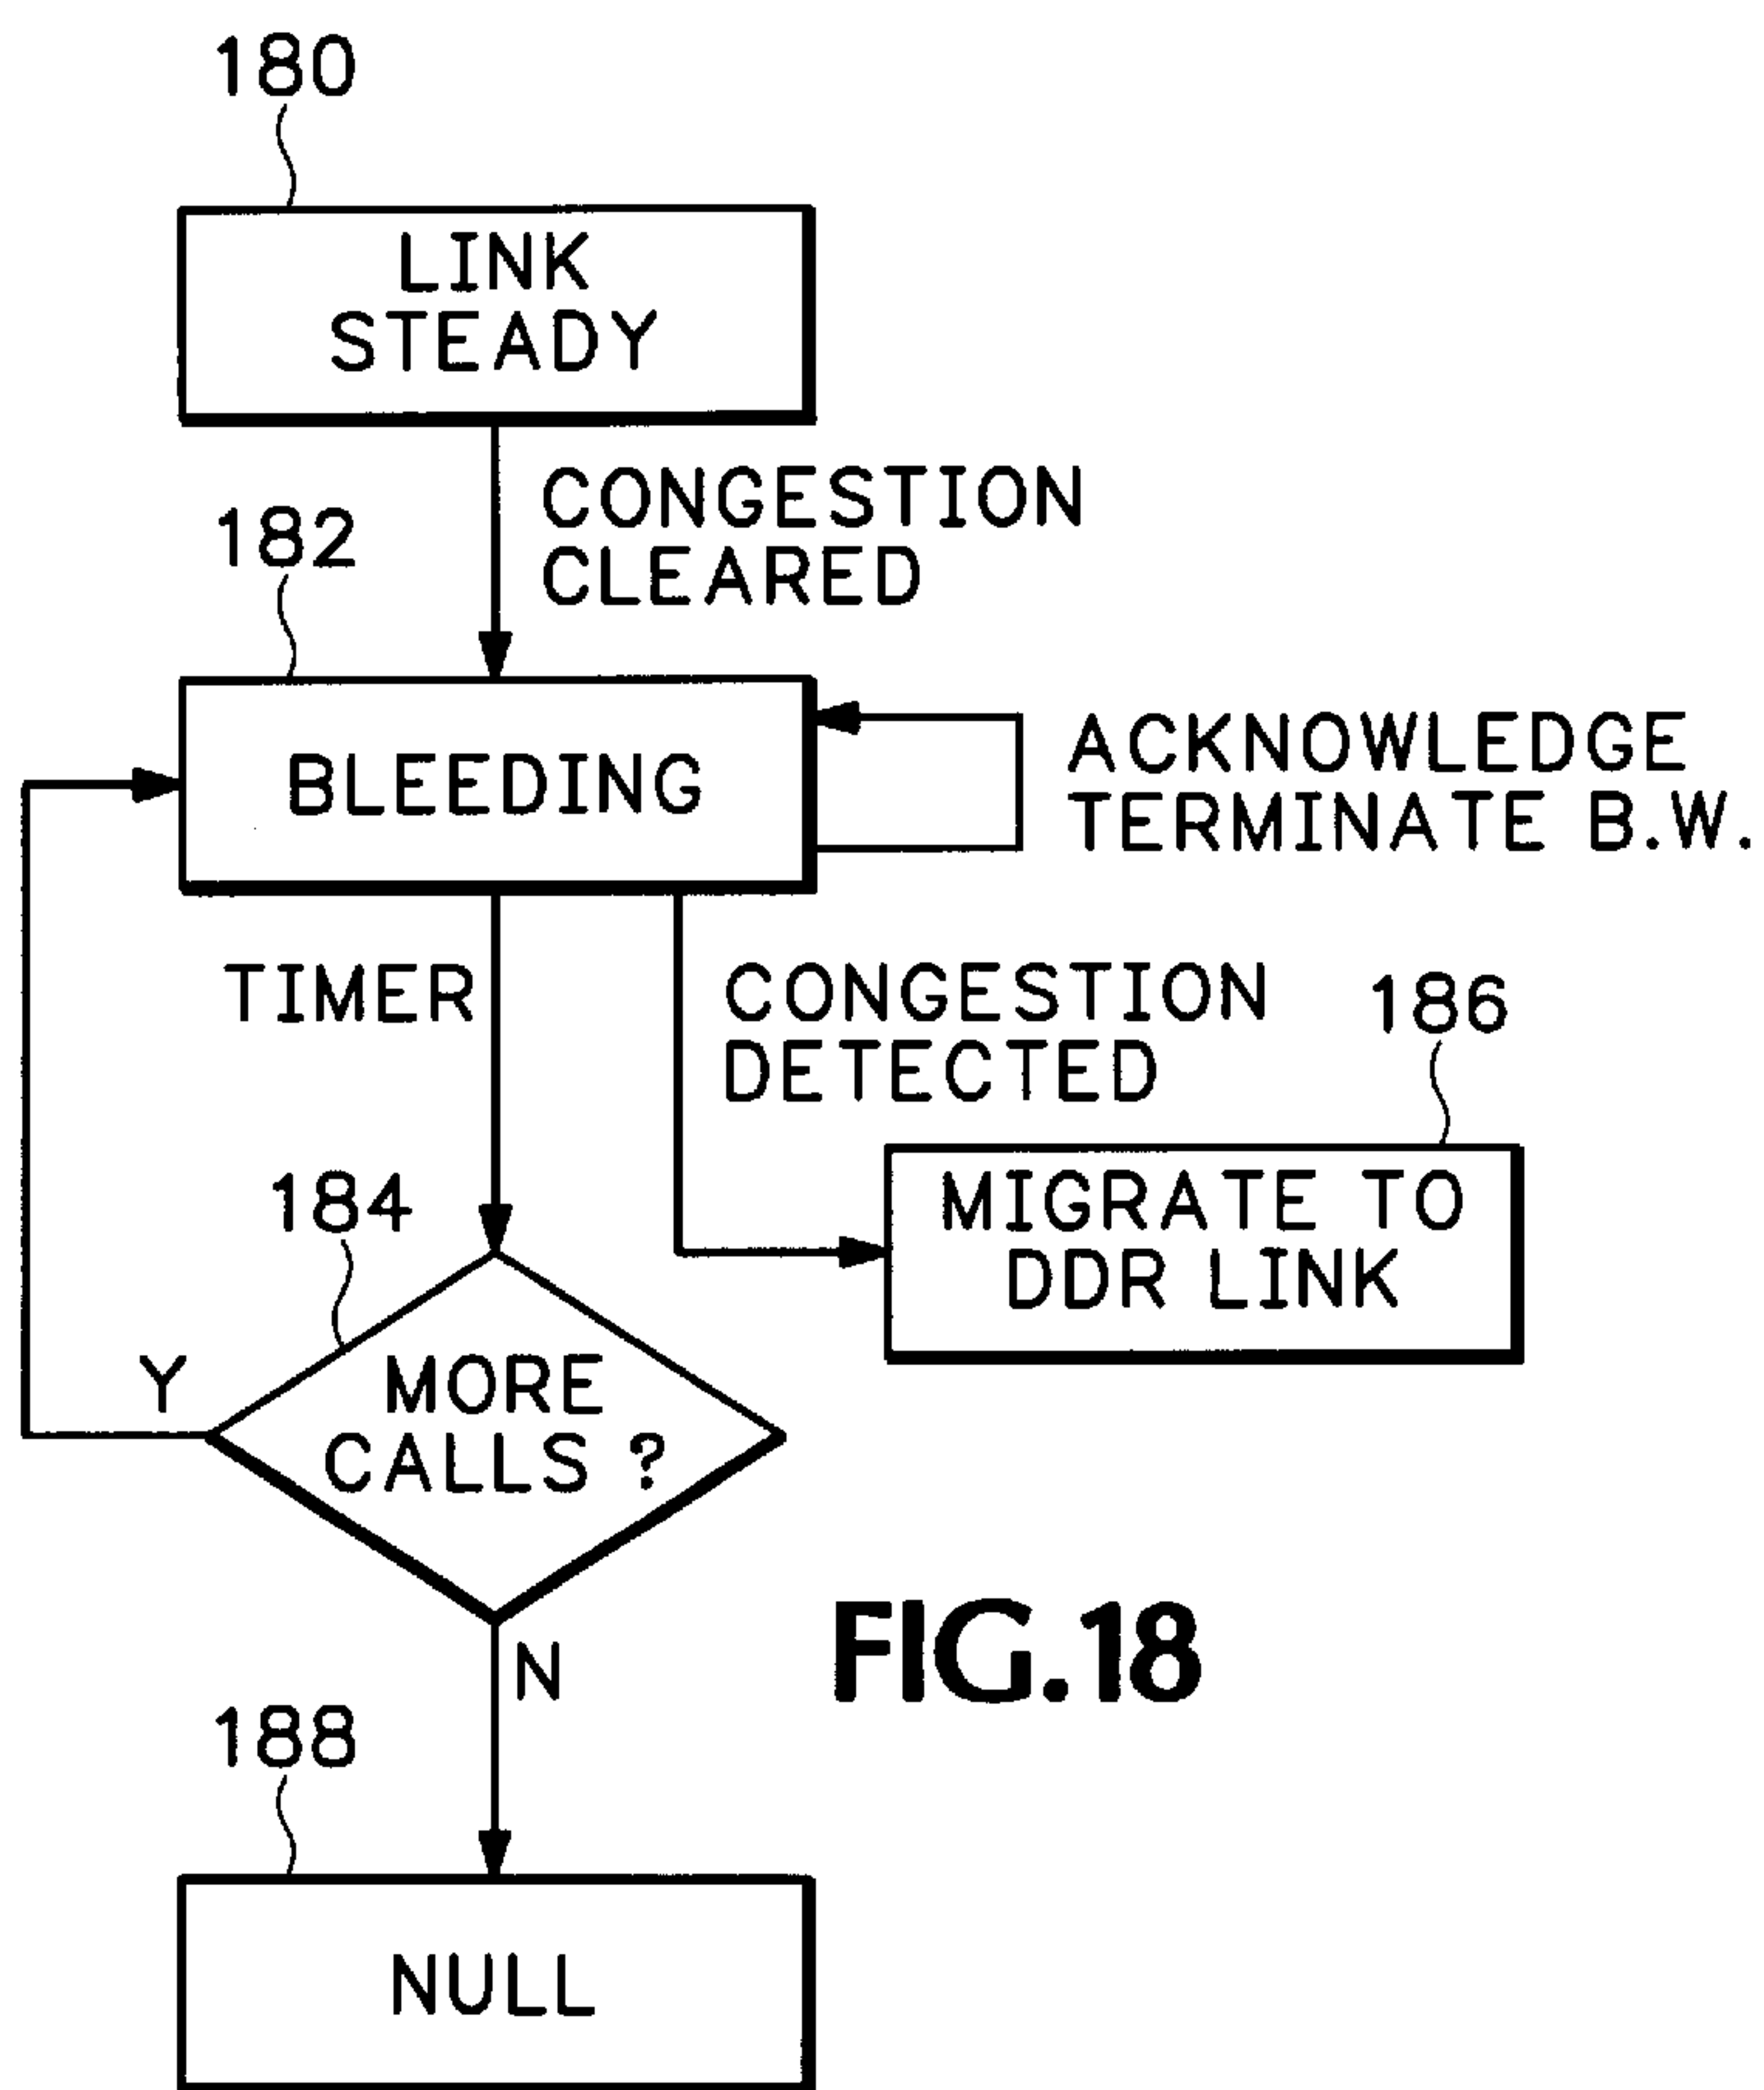 180
LINK
STEADY
CONGESTION
CLEARED
182
BLEEDING
ACKNOWLEDGE
TERMINATE B.W.
TIMER
CONGESTION
DETECTED
186
MIGRATE TO
DDR LINK
184
MORE
CALLS ?
Y
N
FIG.18
188
NULL